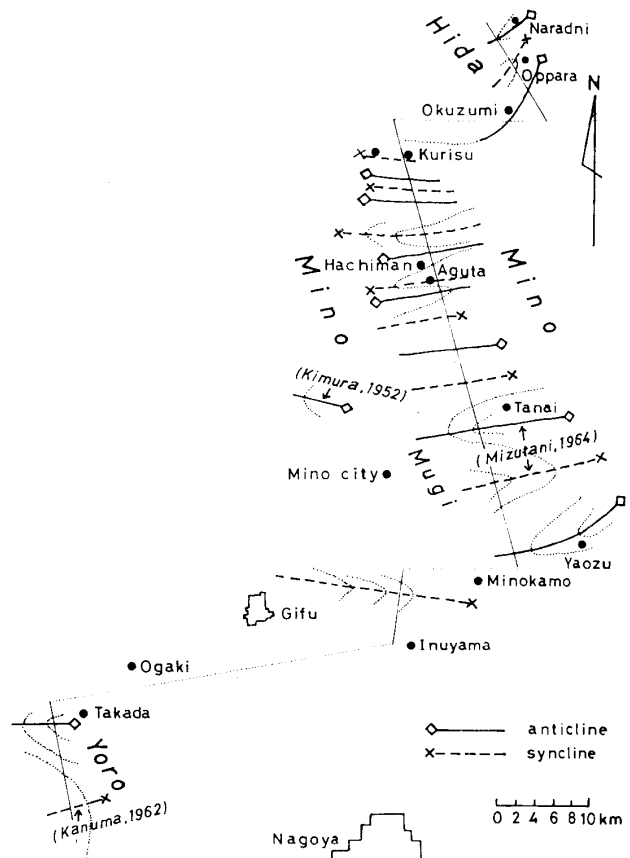 Hida
Naradni
Oppara
N
Okuzumi
Kurisu
Hachiman
Aguta
Mino
Mino
(Kimura,1952)
Tanai
(Mizutani,1964)
Mino city
Mugi
Yaozu
Minokamo
Gifu
Inuyama
Ogaki
Takada
Yoro
anticline
syncline
(Kanuma,1962)
0 2 4 6 8 10 km
Nagoya